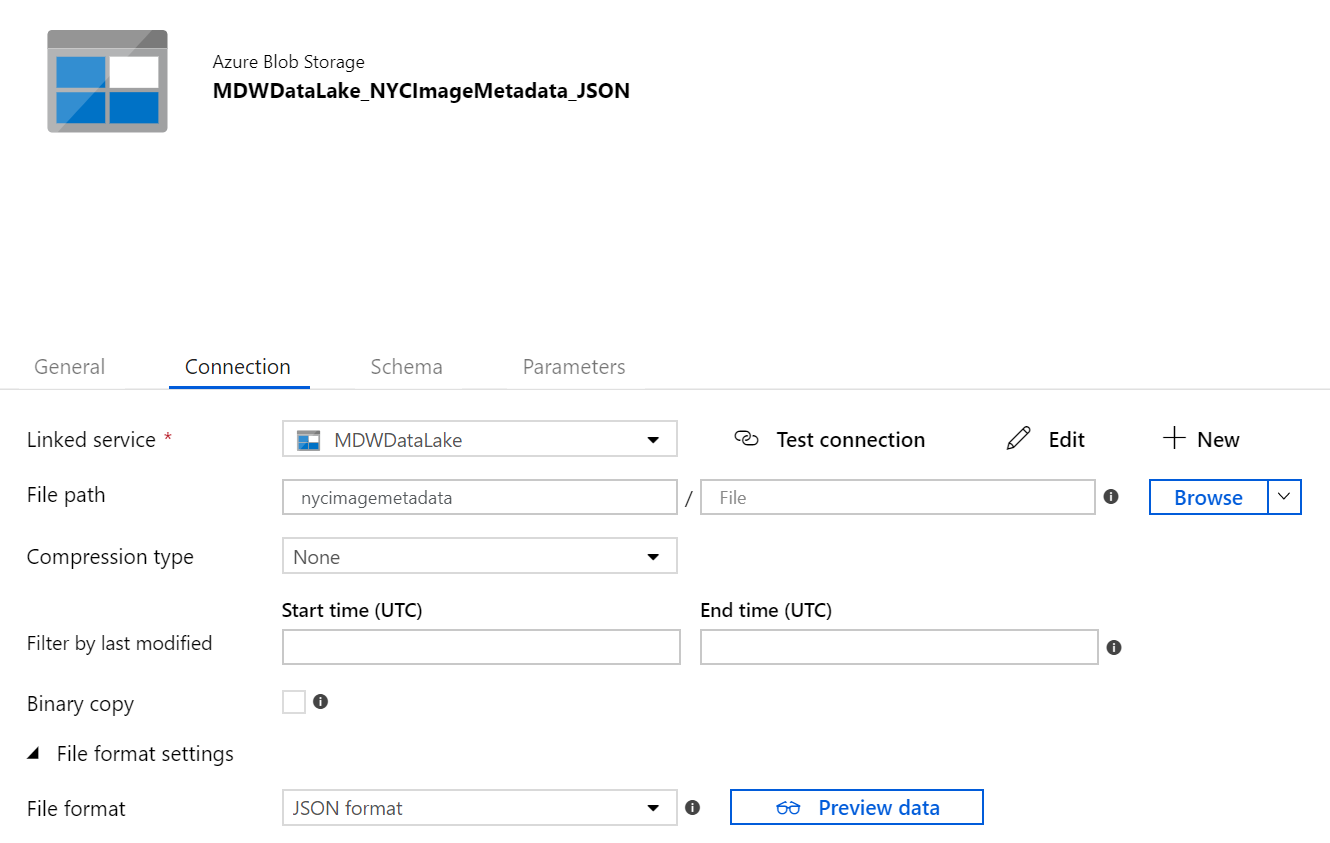 Azure Blob Storage
MDWDataLake_NYCImageMetadata_JSON
General Connection Schema Parameters
Linked service * MDWDataLake Test connection Edit New
File path nycimagemetadata / File Browse
Compression type None
Start time (UTC) End time (UTC)
Filter by last modified
Binary copy
File format settings
File format JSON format Preview data